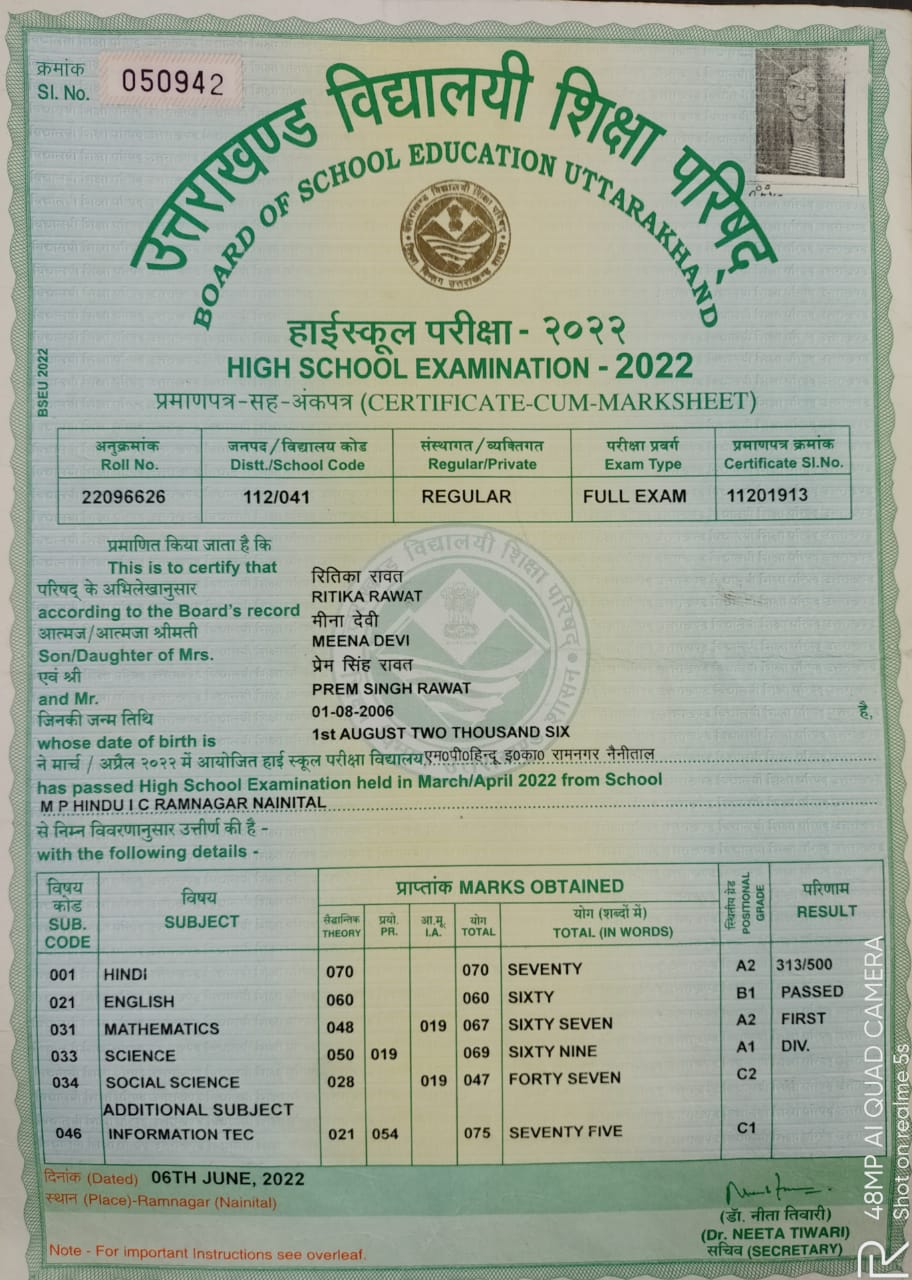 क्रमांक
Sl. No. 050942
उत्तराखण्ड विद्यालयी शिक्षा परिषद्
BOARD OF SCHOOL EDUCATION UTTARAKHAND
हाईस्कूल परीक्षा - २०२२
HIGH SCHOOL EXAMINATION - 2022
प्रमाणपत्र-सह-अंकपत्र (CERTIFICATE-CUM-MARKSHEET)
BSEU 2022
अनुक्रमांक जनपद/विद्यालय कोड संस्थागत/व्यक्तिगत परीक्षा प्रवर्ग प्रमाणपत्र क्रमांक
Roll No. Distt./School Code Regular/Private Exam Type Certificate Sl.No.
22096626 112/041 REGULAR FULL EXAM 11201913
प्रमाणित किया जाता है कि
This is to certify that रितिका रावत
परिषद् के अभिलेखानुसार RITIKA RAWAT
according to the Board's record मीना देवी
आत्मज/आत्मजा श्रीमती MEENA DEVI
Son/Daughter of Mrs. प्रेम सिंह रावत
एवं श्री
and Mr. PREM SINGH RAWAT
जिनकी जन्म तिथि 01-08-2006 है,
whose date of birth is 1st AUGUST TWO THOUSAND SIX
ने मार्च / अप्रैल २०२२ में आयोजित हाई स्कूल परीक्षा विद्यालय एम०पी०हिन्दू इ०का० रामनगर नैनीताल
has passed High School Examination held in March/April 2022 from School
M P HINDU I C RAMNAGAR NAINITAL
से निम्न विवरणानुसार उत्तीर्ण की है -
with the following details -
विषय कोड विषय प्राप्तांक MARKS OBTAINED स्थितीय ग्रेड परिणाम
SUB. CODE SUBJECT सैद्धान्तिक THEORY प्रयो. PR. आ.मू. I.A. योग TOTAL योग (शब्दों में) TOTAL (IN WORDS) POSITIONAL GRADE RESULT
001 HINDI 070 070 SEVENTY A2 313/500
021 ENGLISH 060 060 SIXTY B1 PASSED
031 MATHEMATICS 048 019 067 SIXTY SEVEN A2 FIRST
033 SCIENCE 050 019 069 SIXTY NINE A1 DIV.
034 SOCIAL SCIENCE 028 019 047 FORTY SEVEN C2
ADDITIONAL SUBJECT
046 INFORMATION TEC 021 054 075 SEVENTY FIVE C1
दिनांक (Dated) 06TH JUNE, 2022
स्थान (Place)-Ramnagar (Nainital)
(डॉ. नीता तिवारी)
(Dr. NEETA TIWARI)
सचिव (SECRETARY)
Note - For important Instructions see overleaf.
48MP AI QUAD CAMERA
Shot on realme 5s